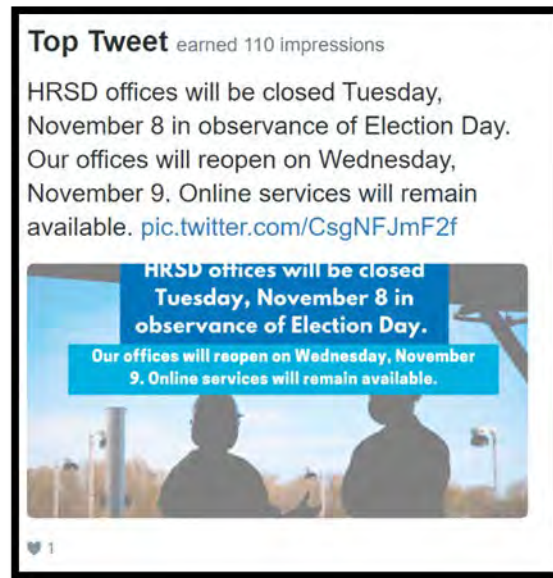 Top Tweet earned 110 impressions
HRSD offices will be closed Tuesday,
November 8 in observance of Election Day.
Our offices will reopen on Wednesday,
November 9. Online services will remain
available. pic.twitter.com/CsgNFJmF2f
HRSD offices will be closed
Tuesday, November 8 in
observance of Election Day.
Our offices will reopen on Wednesday, November
9. Online services will remain available.
1